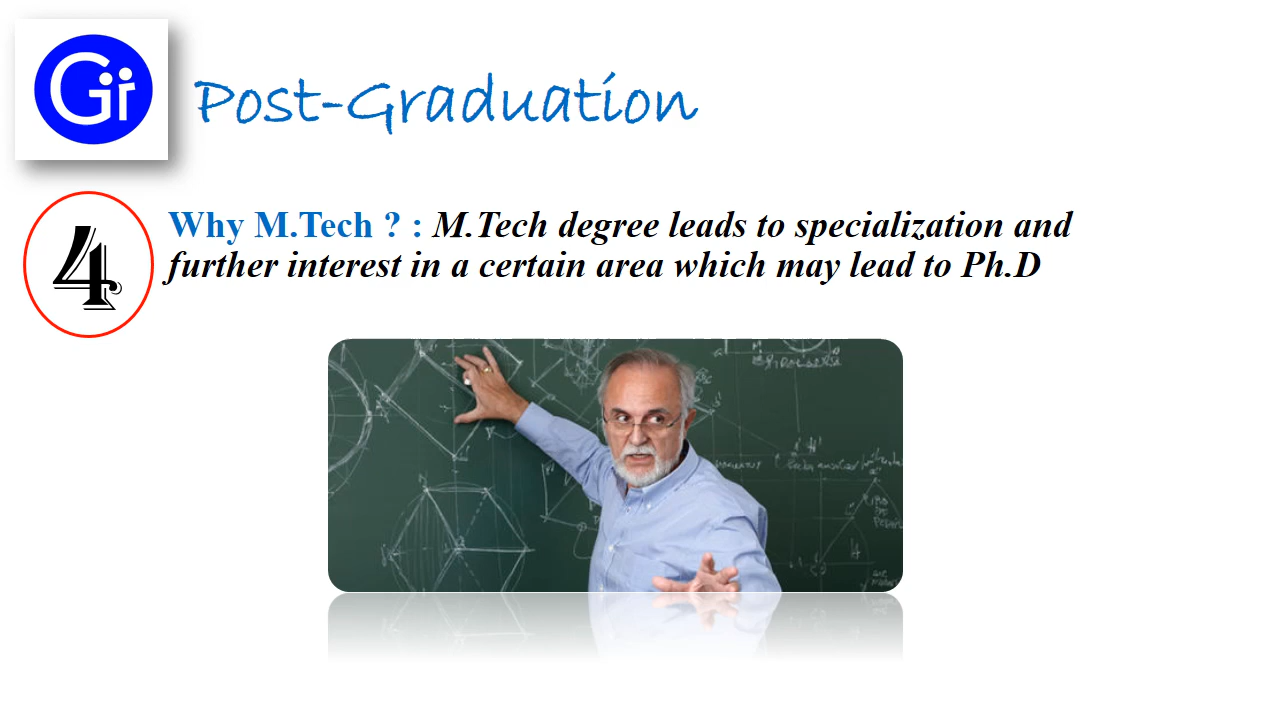 Gir
Post-Graduation
4
Why M.Tech ? : M.Tech degree leads to specialization and
further interest in a certain area which may lead to Ph.D